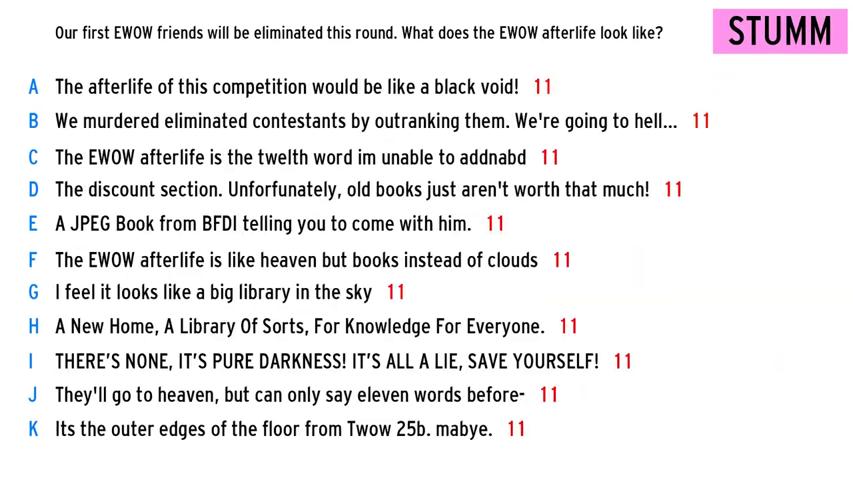 Our first EWOW friends will be eliminated this round. What does the EWOW afterlife look like?
STUMM
A The afterlife of this competition would be like a black void! 11
B We murdered eliminated contestants by outranking them. We're going to hell... 11
C The EWOW afterlife is the twelth word im unable to addnabd 11
D The discount section. Unfortunately, old books just aren't worth that much! 11
E A JPEG Book from BFDI telling you to come with him. 11
F The EWOW afterlife is like heaven but books instead of clouds 11
G I feel it looks like a big library in the sky 11
H A New Home, A Library Of Sorts, For Knowledge For Everyone. 11
I THERE'S NONE, IT'S PURE DARKNESS! IT'S ALL A LIE, SAVE YOURSELF! 11
J They'll go to heaven, but can only say eleven words before- 11
K Its the outer edges of the floor from Twow 25b. mabye. 11